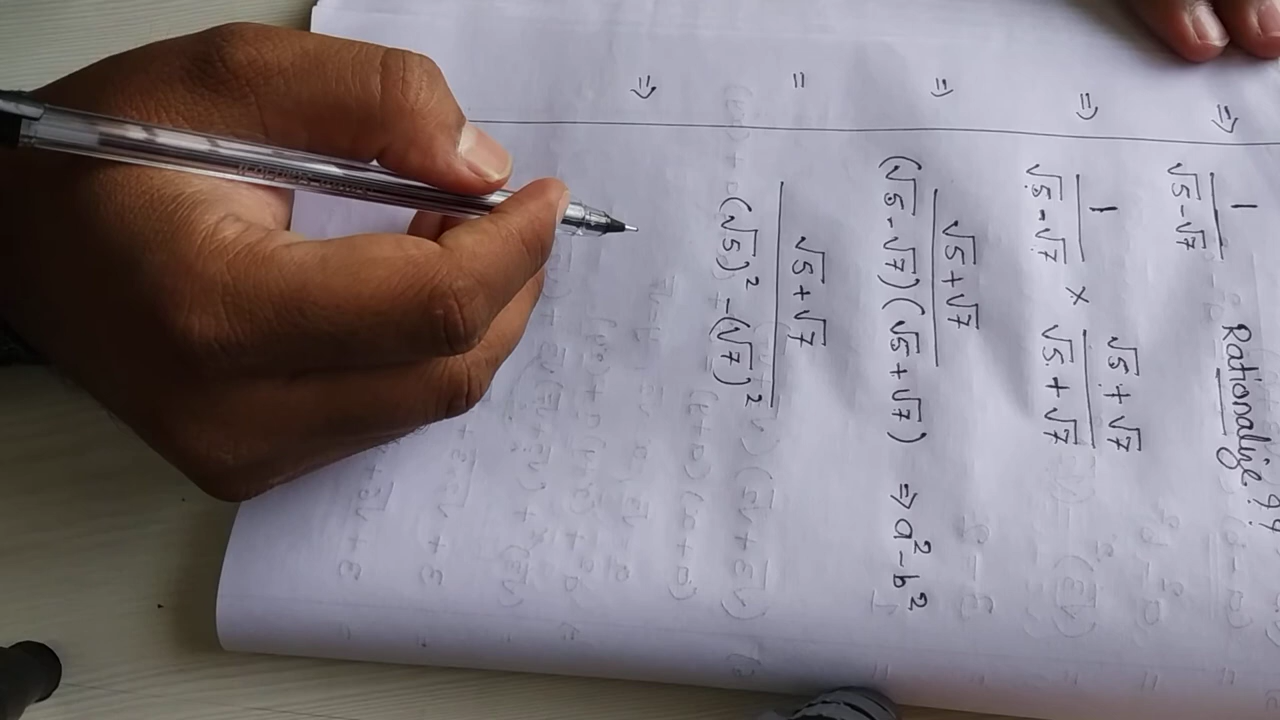 Rationalize ??
⇒ 1/(√5-√7)
⇒ 1/(√5-√7) × (√5+√7)/(√5+√7)
⇒ (√5+√7)/((√5-√7)(√5+√7)) ⇒ a²-b²
= (√5+√7)/((√5)²-(√7)²)
⇒